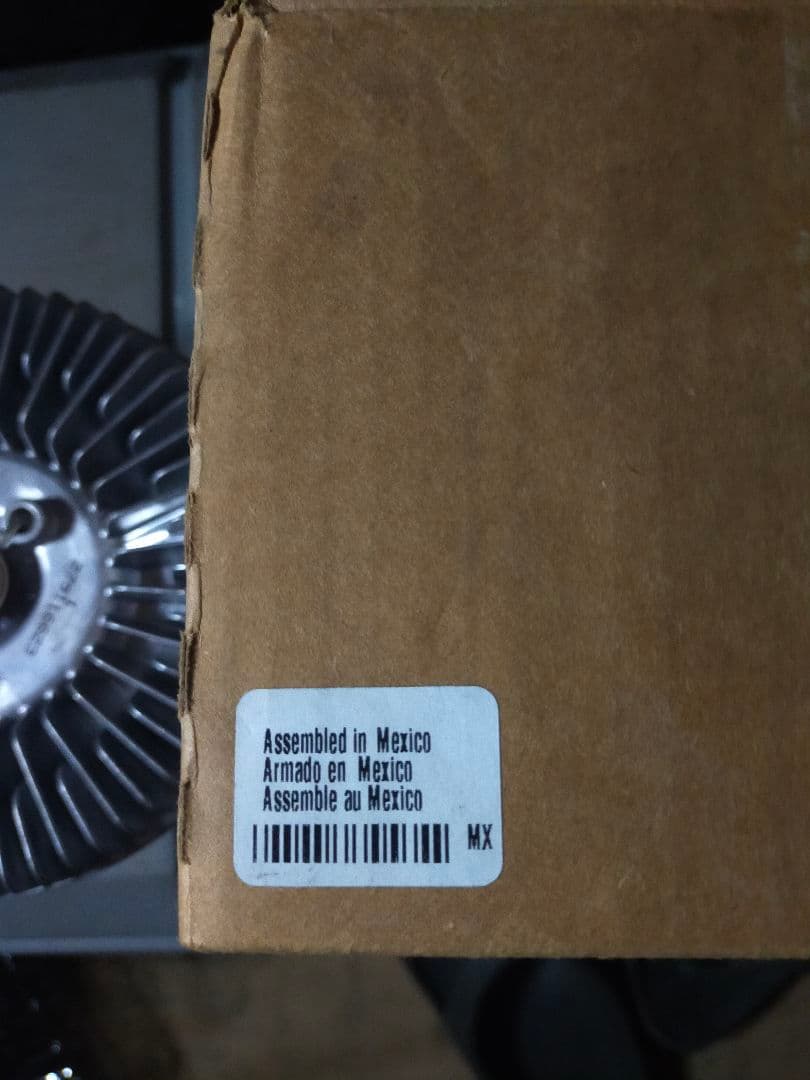 Assembled in Mexico
Armado en Mexico
Assemble au Mexico
MX